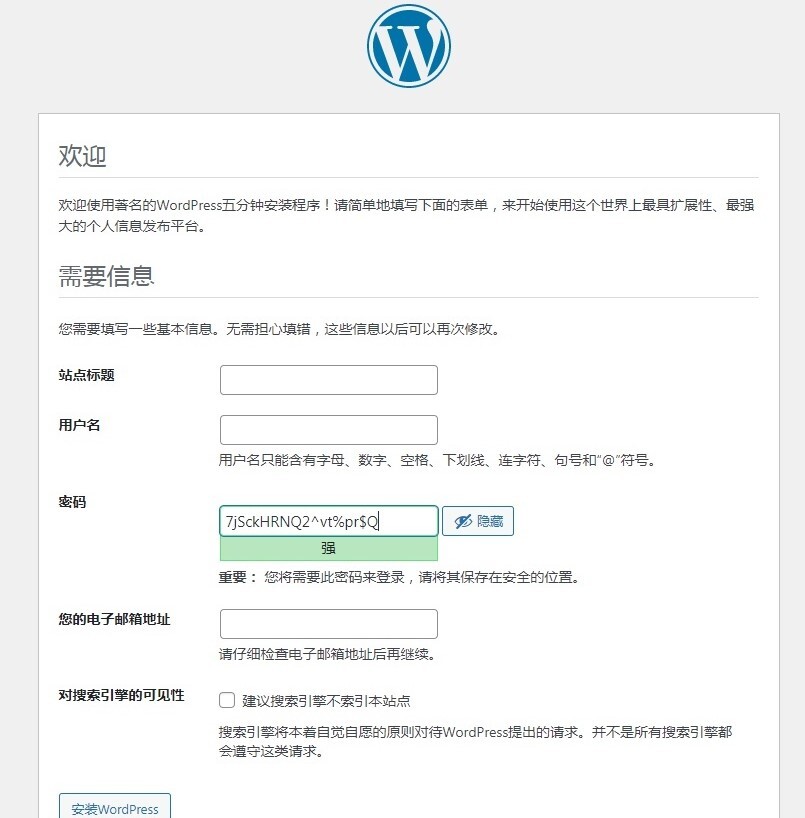 欢迎
欢迎使用著名的WordPress五分钟安装程序！请简单地填写下面的表单，来开始使用这个世界上最具扩展性、最强
大的个人信息发布平台。
需要信息
您需要填写一些基本信息。无需担心填错，这些信息以后可以再次修改。
站点标题
用户名
用户名只能含有字母、数字、空格、下划线、连字符、句号和“@”符号。
密码
7jSckHRNQ2^vt%pr$Q
隐藏
强
重要： 您将需要此密码来登录，请将其保存在安全的位置。
您的电子邮箱地址
请仔细检查电子邮箱地址后再继续。
对搜索引擎的可见性
建议搜索引擎不索引本站点
搜索引擎将本着自觉自愿的原则对待WordPress提出的请求。并不是所有搜索引擎都
会遵守这类请求。
安装WordPress